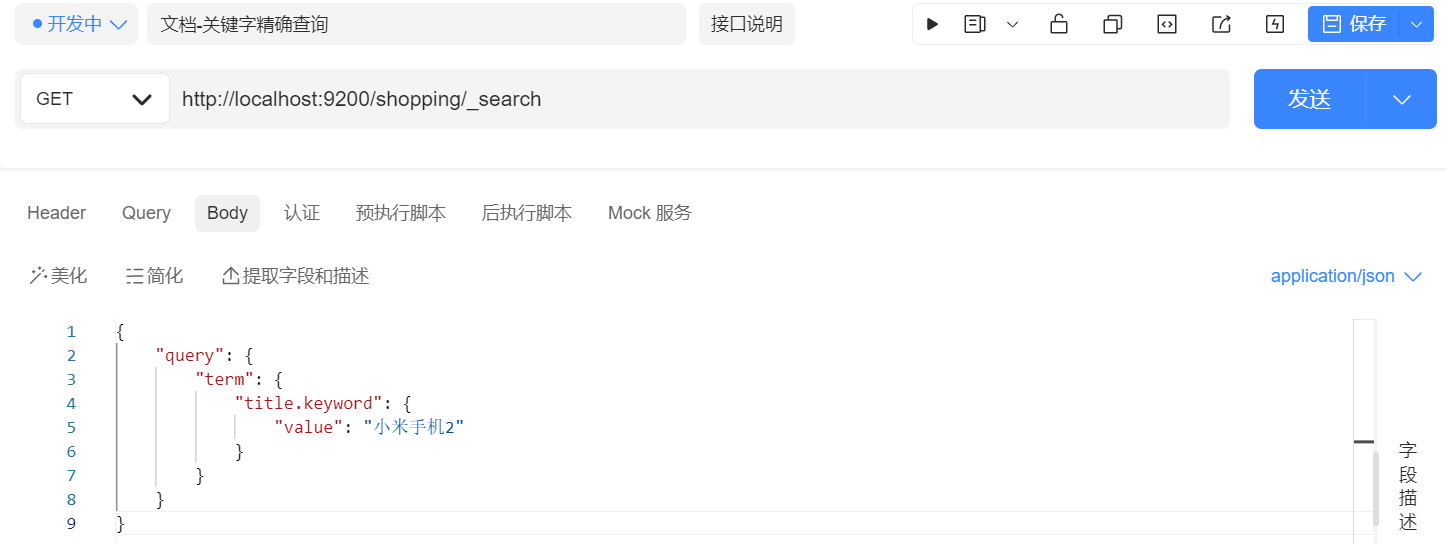 开发中 文档-关键字精确查询 接口说明 保存
GET http://localhost:9200/shopping/_search 发送
Header Query Body 认证 预执行脚本 后执行脚本 Mock 服务
美化 简化 提取字段和描述 application/json
1 {
2 "query": {
3 "term": {
4 "title.keyword": {
5 "value": "小米手机2"
6 }
7 }
8 }
9 }
字段描述